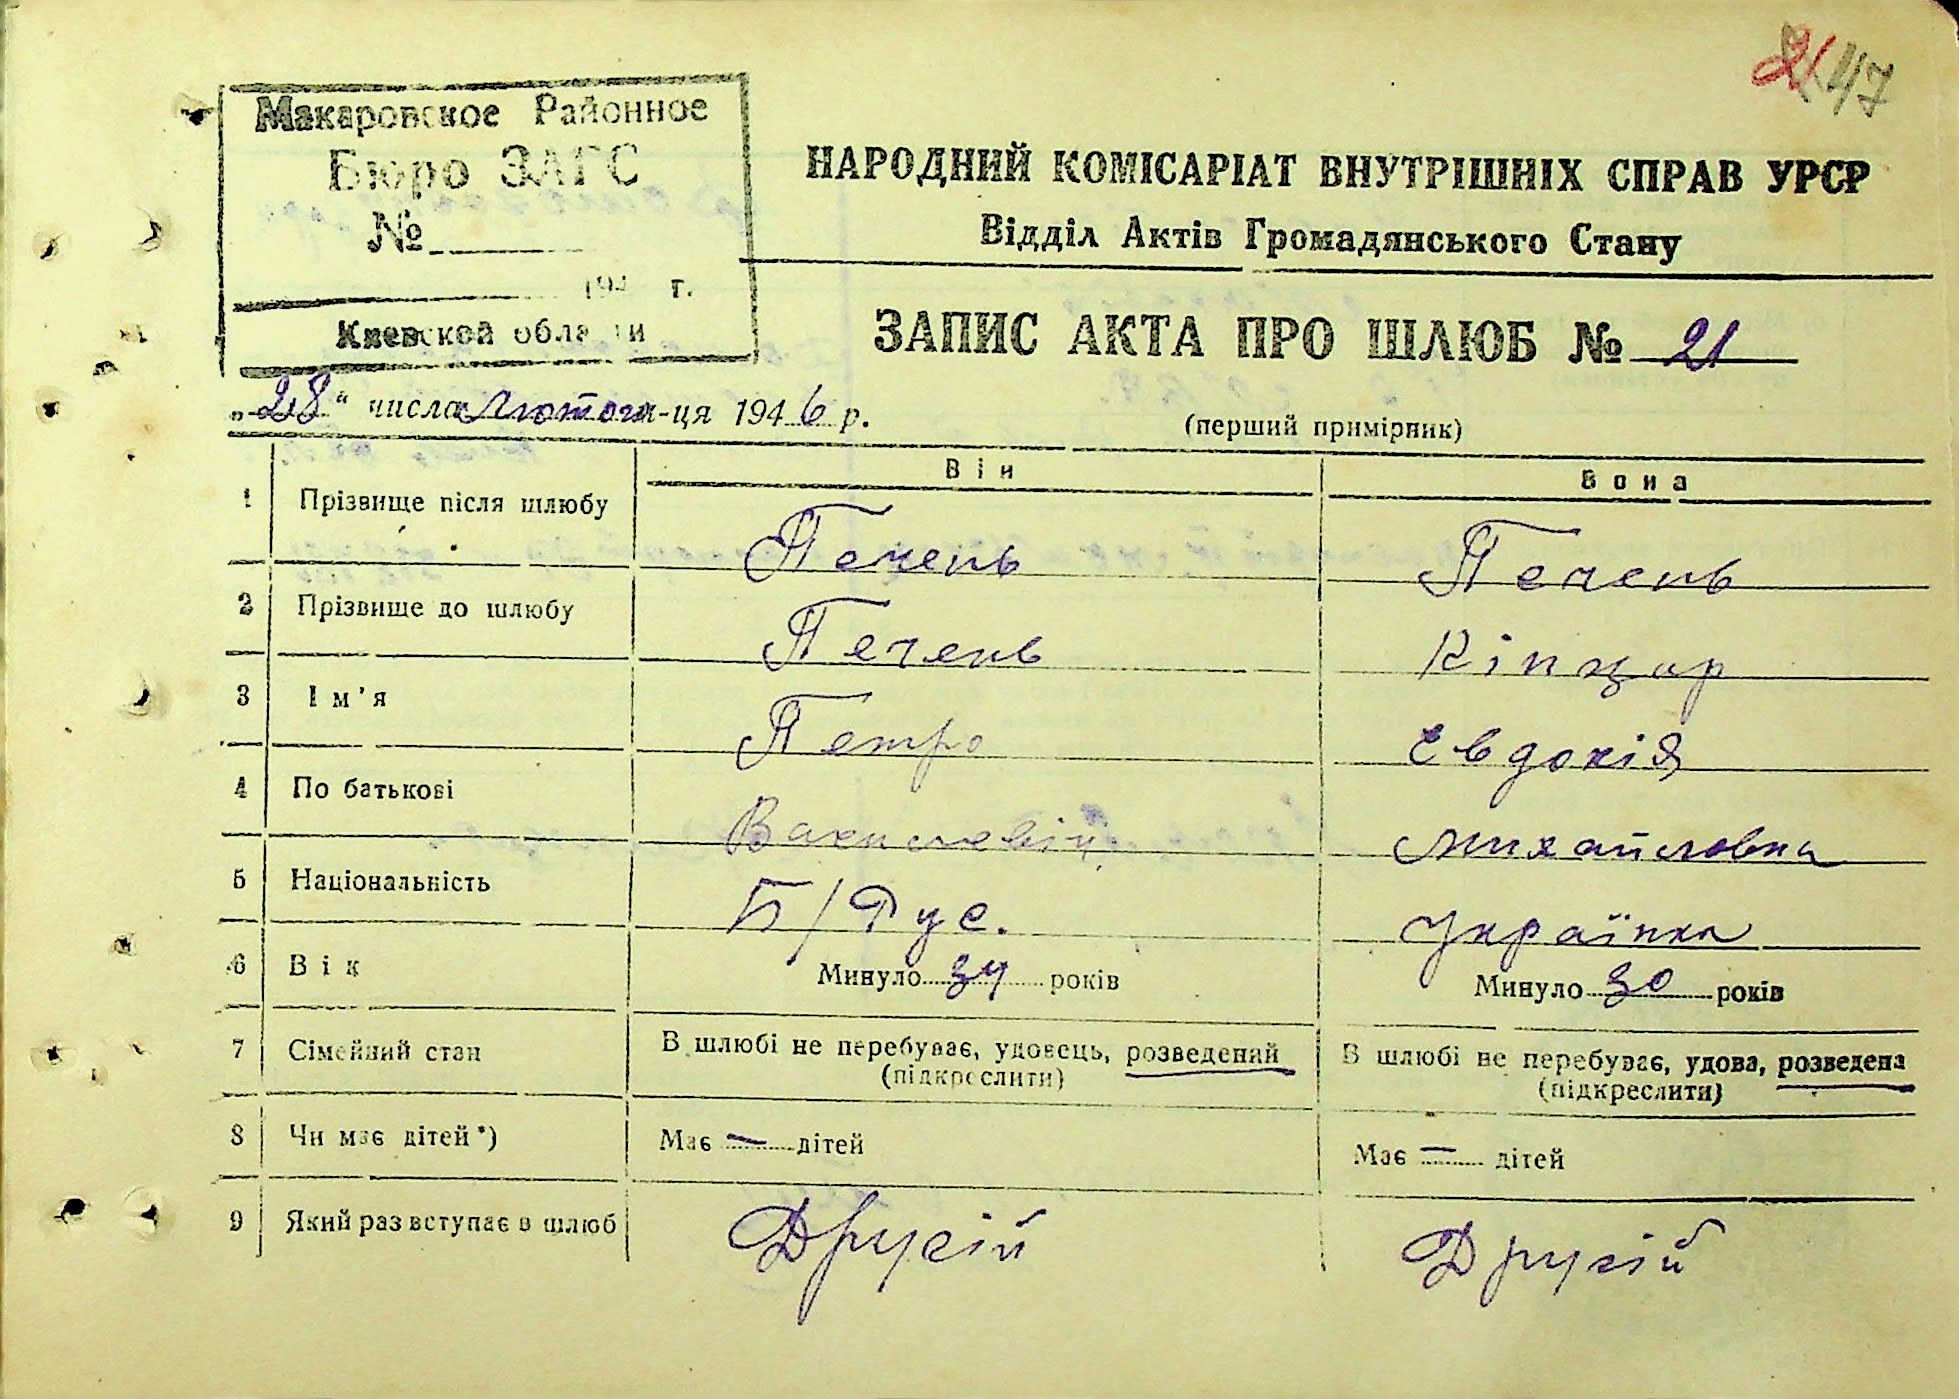 21 47
Макаровское Районное
Бюро ЗАГС
№
194 г.
Киевской области
НАРОДНИЙ КОМІСАРІАТ ВНУТРІШНІХ СПРАВ УРСР
Відділ Актів Громадянського Стану
ЗАПИС АКТА ПРО ШЛЮБ № 21
„28“ числа лютого м-ця 1946 р.
(перший примірник)
Він Вона
1 Прізвище після шлюбу Печень Печень
2 Прізвище до шлюбу Печень Кіпцар
3 Ім'я Петро Евдокія
4 По батькові Михайловна
5 Національність Б/Рус. Українка
6 Вік Минуло 34 років Минуло 30 років
7 Сімейний стан В шлюбі не перебуває, удовець, розведений В шлюбі не перебуває, удова, розведена
(підкреслити) (підкреслити)
8 Чи має дітей*) Має — дітей Має — дітей
9 Який раз вступає в шлюб Другій Другій